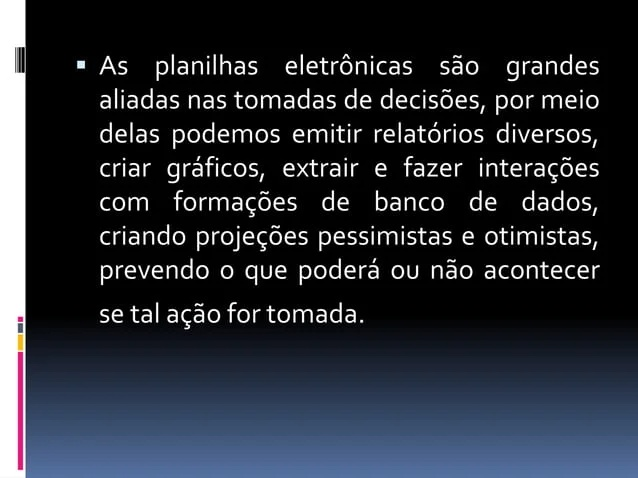 As planilhas eletrônicas são grandes
aliadas nas tomadas de decisões, por meio
delas podemos emitir relatórios diversos,
criar gráficos, extrair e fazer interações
com formações de banco de dados,
criando projeções pessimistas e otimistas,
prevendo o que poderá ou não acontecer
se tal ação for tomada.